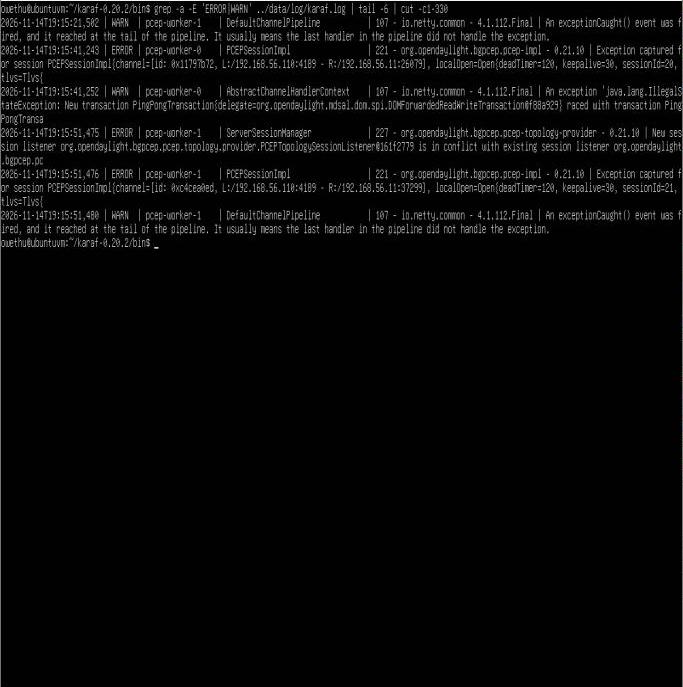 owethu@ubuntuvm:~/karaf-0.20.2/bin$ grep -a -E 'ERROR|WARN' ../data/log/karaf.log | tail -6 | cut -c1-330
2026-11-14T19:15:21,502 | WARN  | pcep-worker-1    | DefaultChannelPipeline           | 107 - io.netty.common - 4.1.112.Final | An exceptionCaught() event was f
ired, and it reached at the tail of the pipeline. It usually means the last handler in the pipeline did not handle the exception.
2026-11-14T19:15:41,243 | ERROR | pcep-worker-0    | PCEPSessionImpl                  | 221 - org.opendaylight.bgpcep.pcep-impl - 0.21.10 | Exception captured f
or session PCEPSessionImpl{channel=[id: 0x11797b72, L:/192.168.56.110:4189 - R:/192.168.56.11:26079], localOpen=Open{deadTimer=120, keepalive=30, sessionId=20,
tlvs=Tlvs{
2026-11-14T19:15:41,252 | WARN  | pcep-worker-0    | AbstractChannelHandlerContext    | 107 - io.netty.common - 4.1.112.Final | An exception 'java.lang.IllegalS
tateException: New transaction PingPongTransaction{delegate=org.opendaylight.mdsal.dom.spi.DOMForwardedReadWriteTransaction@f88a929} raced with transaction Ping
PongTransa
2026-11-14T19:15:51,475 | ERROR | pcep-worker-1    | ServerSessionManager             | 227 - org.opendaylight.bgpcep.pcep-topology-provider - 0.21.10 | New ses
sion listener org.opendaylight.bgpcep.pcep.topology.provider.PCEPTopologySessionListener@161f2779 is in conflict with existing session listener org.opendaylight
.bgpcep.pc
2026-11-14T19:15:51,476 | ERROR | pcep-worker-1    | PCEPSessionImpl                  | 221 - org.opendaylight.bgpcep.pcep-impl - 0.21.10 | Exception captured f
or session PCEPSessionImpl{channel=[id: 0xc4cea0ed, L:/192.168.56.110:4189 - R:/192.168.56.11:37299], localOpen=Open{deadTimer=120, keepalive=30, sessionId=21,
tlvs=Tlvs{
2026-11-14T19:15:51,480 | WARN  | pcep-worker-1    | DefaultChannelPipeline           | 107 - io.netty.common - 4.1.112.Final | An exceptionCaught() event was f
ired, and it reached at the tail of the pipeline. It usually means the last handler in the pipeline did not handle the exception.
owethu@ubuntuvm:~/karaf-0.20.2/bin$ _